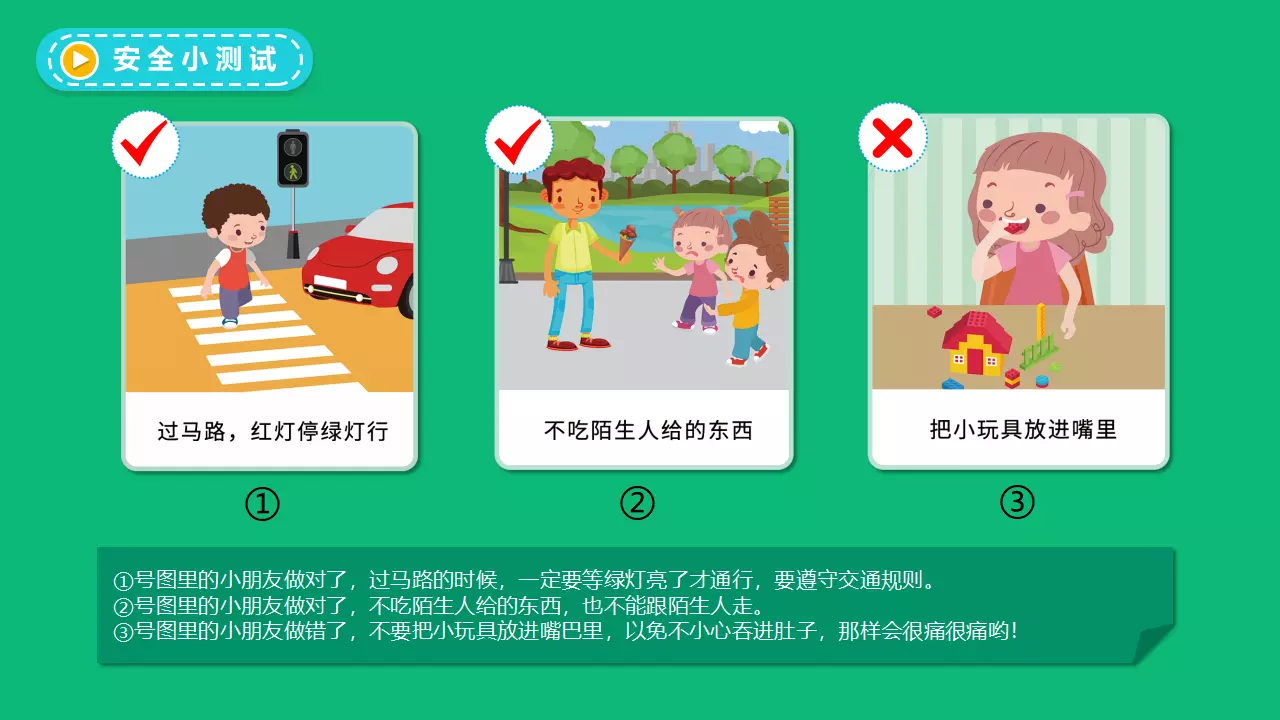 安全小测试
过马路，红灯停绿灯行
不吃陌生人给的东西
把小玩具放进嘴里
①
②
③
①号图里的小朋友做对了，过马路的时候，一定要等绿灯亮了才通行，要遵守交通规则。
②号图里的小朋友做对了，不吃陌生人给的东西，也不能跟陌生人走。
③号图里的小朋友做错了，不要把小玩具放进嘴巴里，以免不小心吞进肚子，那样会很痛很痛哟！